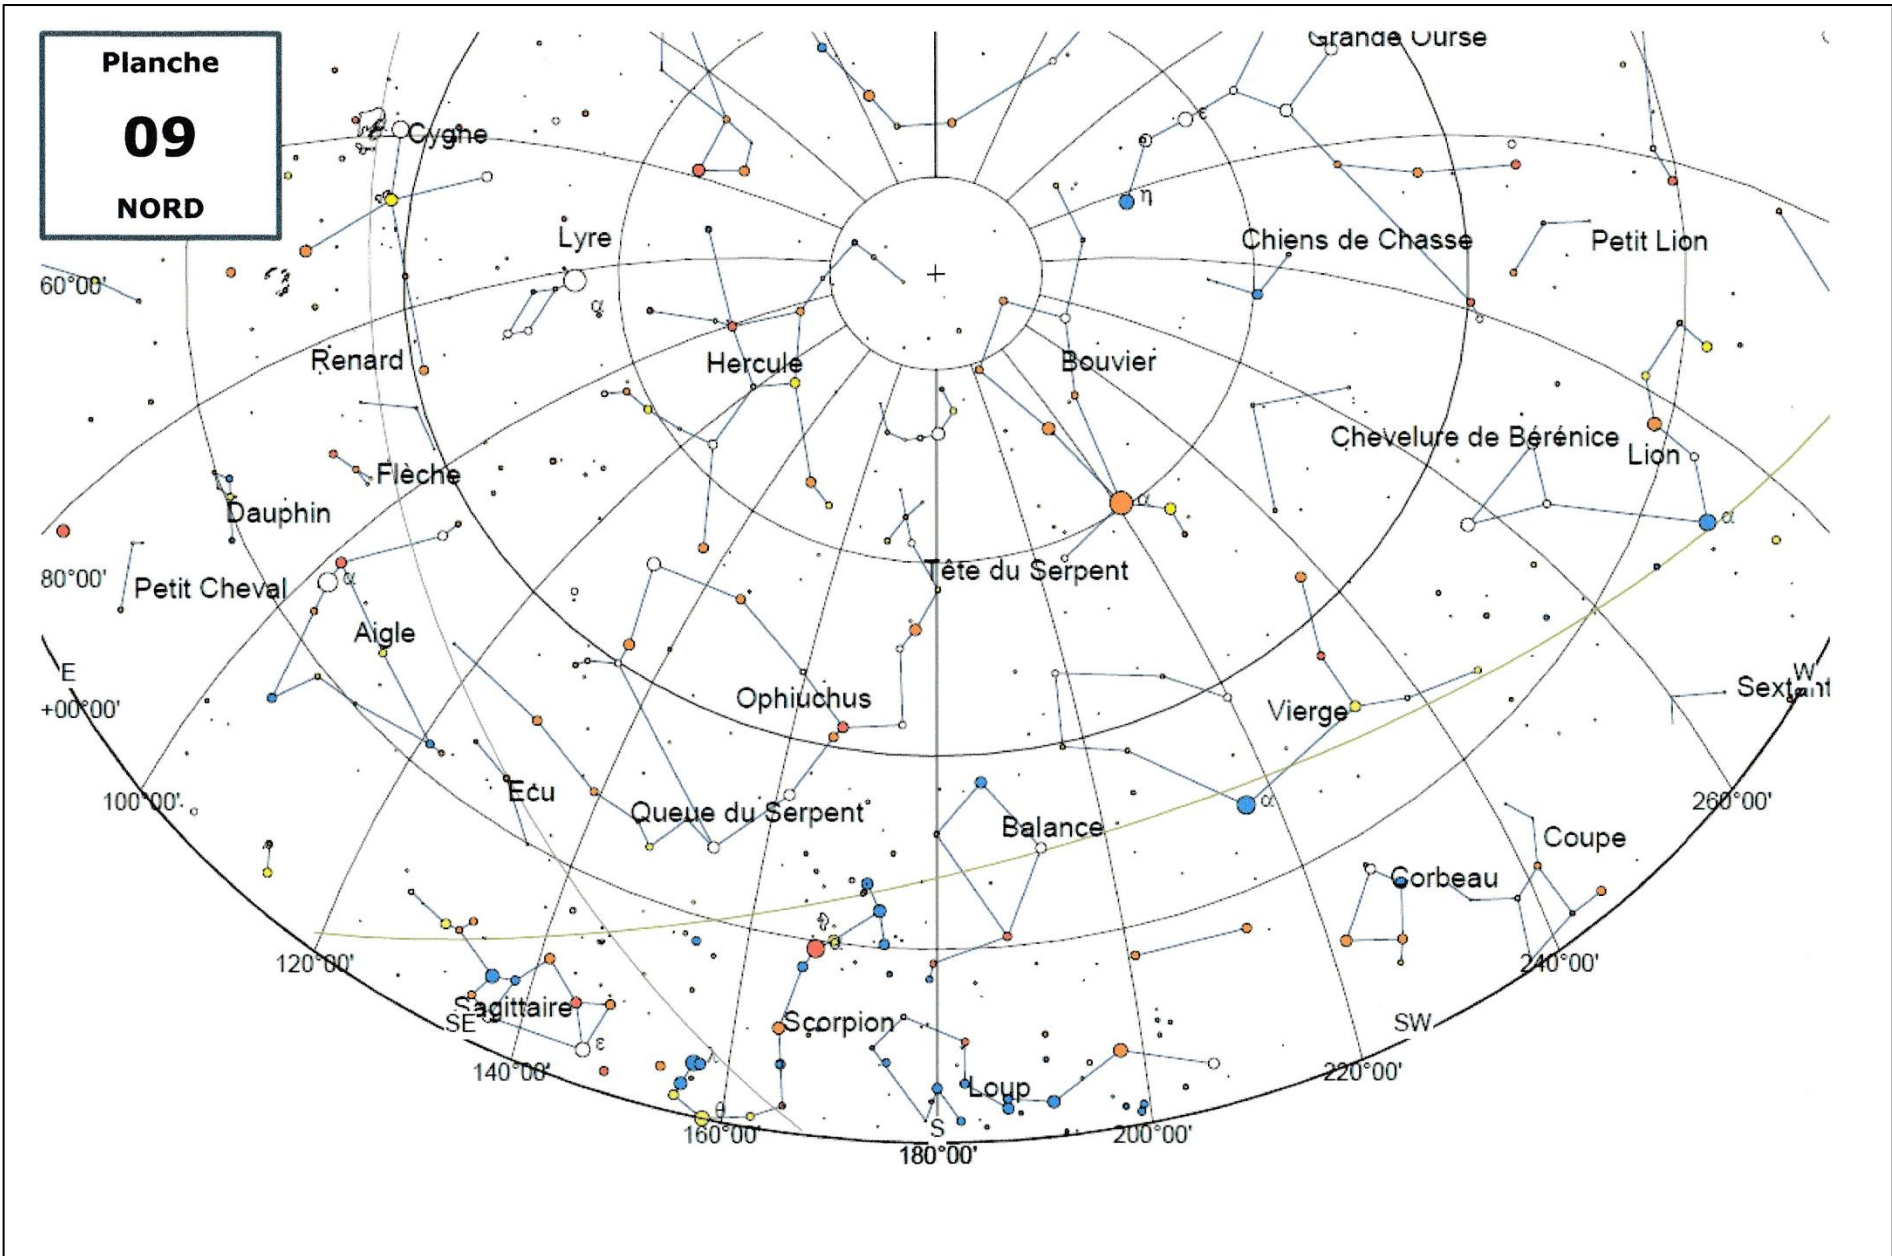 Planche
09
NORD
Grande Ourse
Cygne
ε
η
Lyre
Chiens de Chasse
Petit Lion
60°00'
α
Renard
Hercule
Bouvier
Chevelure de Bérénice
Lion
Flèche
α
α
Dauphin
Tête du Serpent
80°00'
Petit Cheval
α
Aigle
E
W
Sextant
Ophiuchus
Vierge
+00°00'
100°00'
Ecu
Queue du Serpent
Balance
α
260°00'
Coupe
Corbeau
α
120°00'
240°00'
Sagittaire
SE
Scorpion
SW
ε
λ
140°00'
220°00'
Loup
θ
160°00'
S
200°00'
180°00'